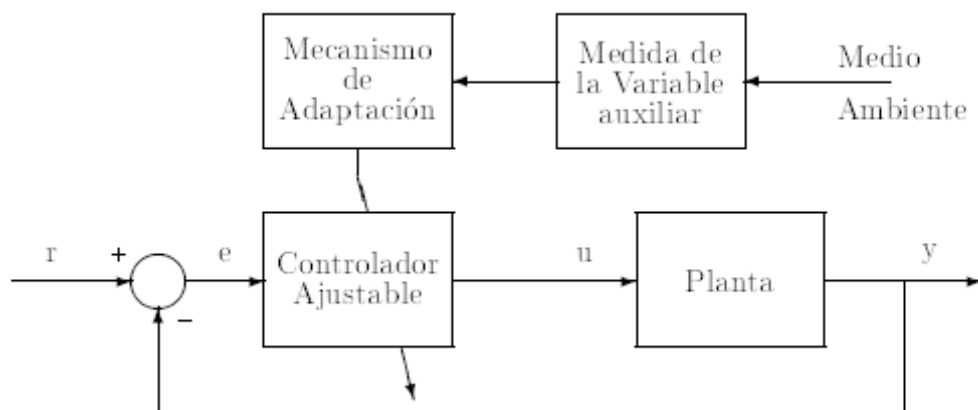 Mecanismo
de
Adaptación
Medida de
la Variable
auxiliar
Medio
Ambiente
r
+
−
e
Controlador
Ajustable
u
Planta
y